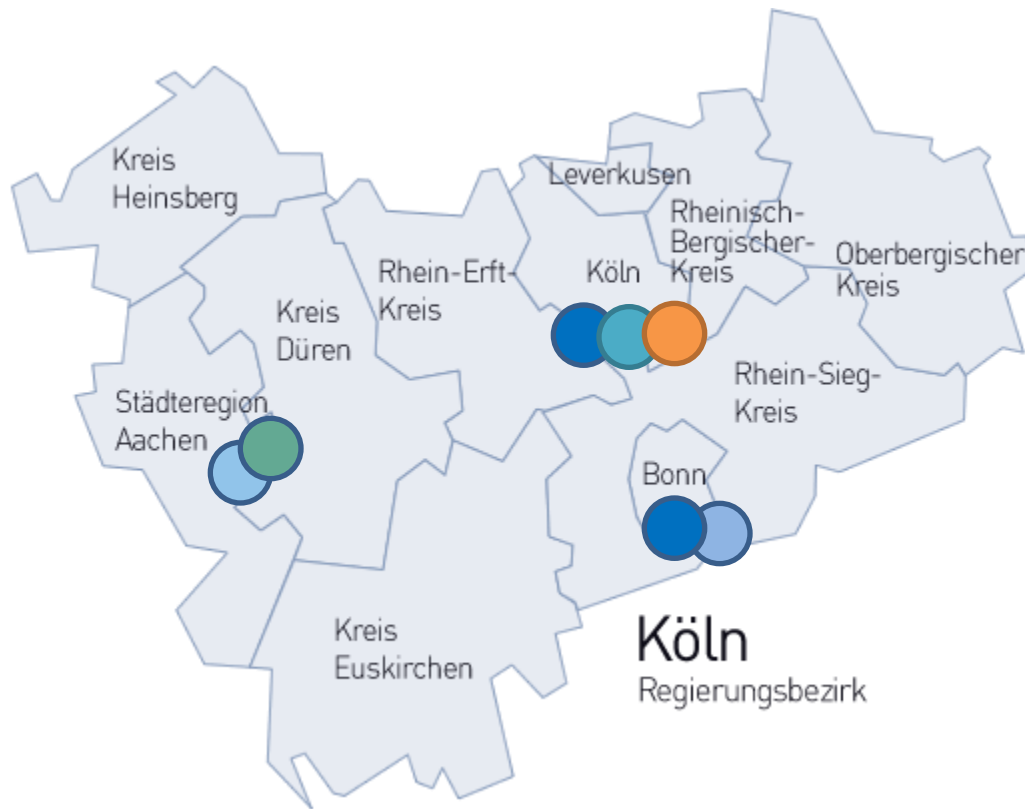 Kreis
Heinsberg
Leverkusen
Rheinisch-
Bergischer-
Kreis
Oberbergischer
Kreis
Rhein-Erft-
Kreis
Köln
Kreis
Düren
Rhein-Sieg-
Kreis
Städteregion
Aachen
Bonn
Kreis
Euskirchen
Köln
Regierungsbezirk